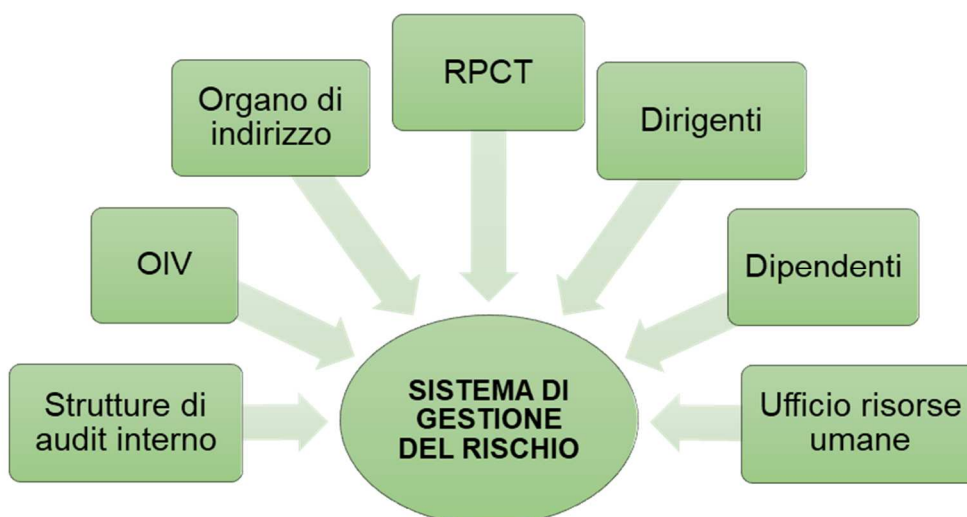 RPCT
Organo di
indirizzo
Dirigenti
OIV
Dipendenti
Strutture di
audit interno
SISTEMA DI
GESTIONE
DEL RISCHIO
Ufficio risorse
umane